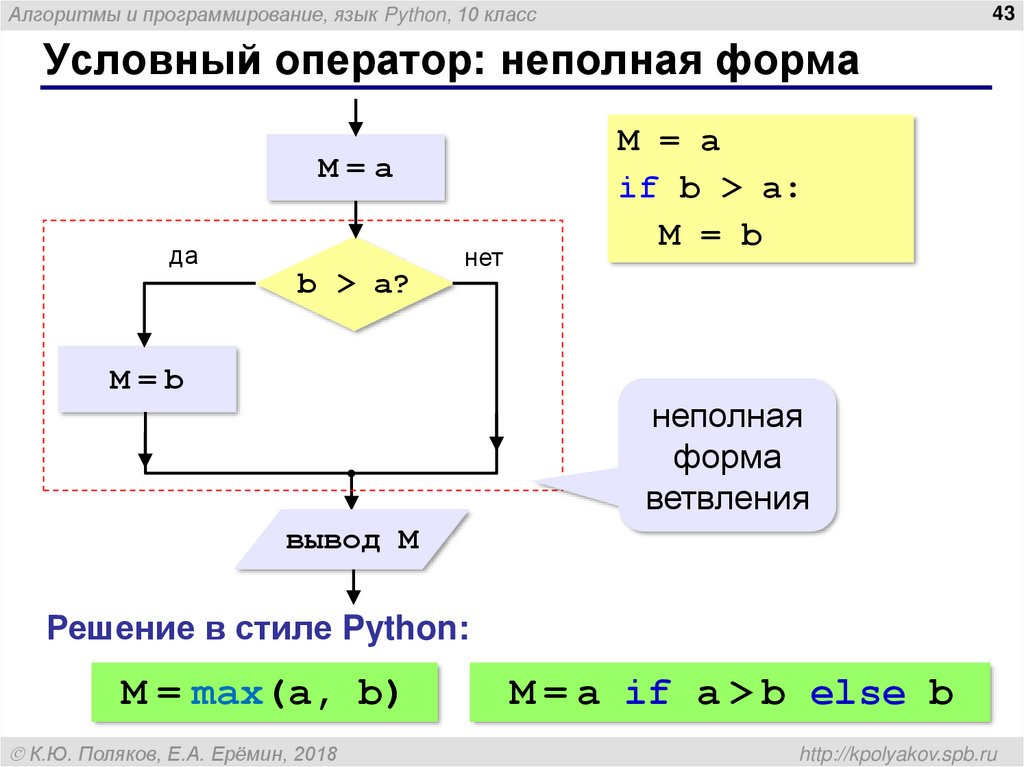 Алгоритмы и программирование, язык Python, 10 класс
43
Условный оператор: неполная форма
M = a
M = a
if b > a:
M = b
да
b > a?
нет
M = b
неполная
форма
ветвления
вывод M
Решение в стиле Python:
M = max(a, b)
M = a if a > b else b
© К.Ю. Поляков, Е.А. Ерёмин, 2018
http://kpolyakov.spb.ru